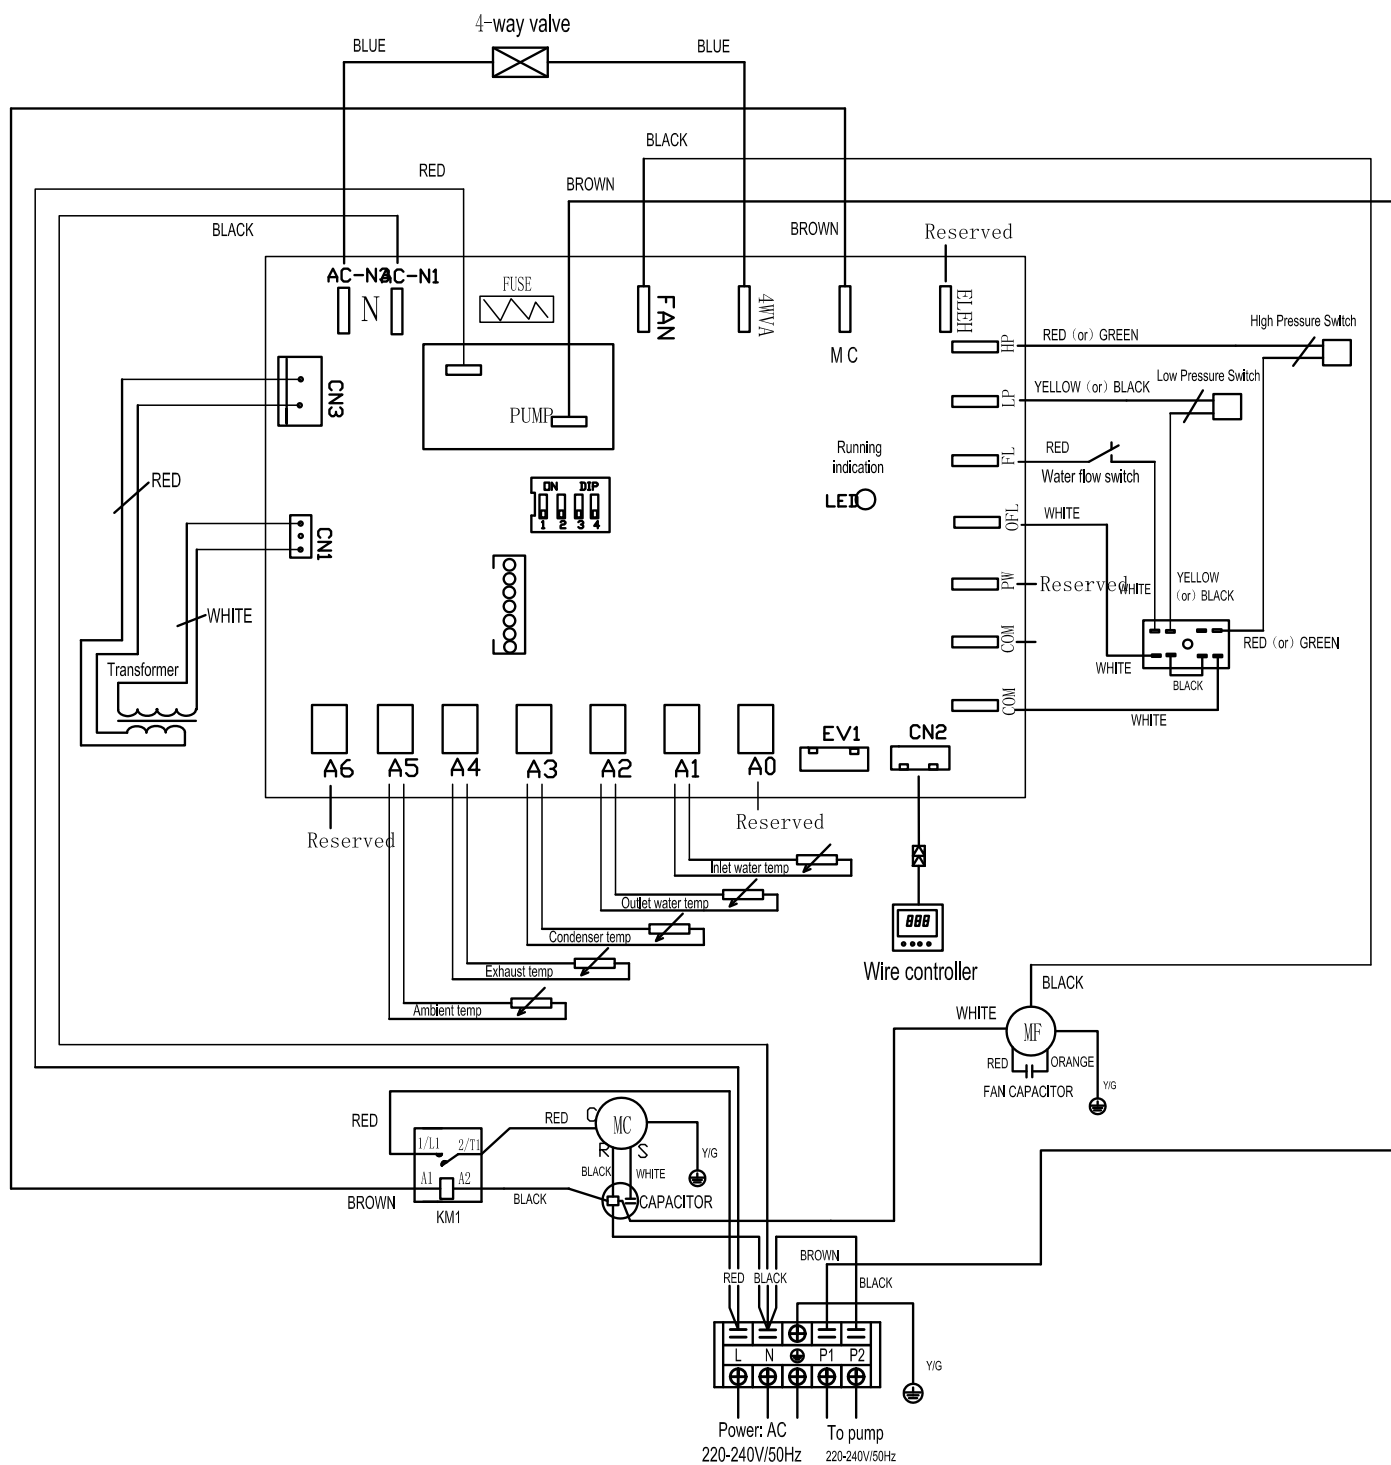 4-way valve
BLUE
BLUE
BLACK
RED
BROWN
BLACK
BROWN
Reserved
AC-N3
AC-N1
N
FUSE
FAN
4WVA
MC
ELEH
HP
RED (or) GREEN
HIgh Pressure Switch
LP
YELLOW (or) BLACK
Low Pressure Switch
CN3
PUMP
Running
indication
LED
FL
RED
Water flow switch
RED
ON DIP
1 2 3 4
OFL
WHITE
CN1
WHITE
PW
Reserved
WHITE
YELLOW
(or) BLACK
COM
RED (or) GREEN
WHITE
BLACK
Transformer
COM
WHITE
A6
A5
A4
A3
A2
A1
A0
EV1
CN2
Reserved
Reserved
Inlet water temp
Outlet water temp
Condenser temp
Exhaust temp
Ambient temp
888
Wire controller
BLACK
WHITE
MF
RED
ORANGE
FAN CAPACITOR
Y/G
RED
1/L1
2/T1
RED
C
MC
R
S
Y/G
A1
A2
BLACK
WHITE
BROWN
KM1
BLACK
CAPACITOR
RED
BLACK
BROWN
BLACK
L
N
P1
P2
Y/G
Power: AC
220-240V/50Hz
To pump
220-240V/50Hz